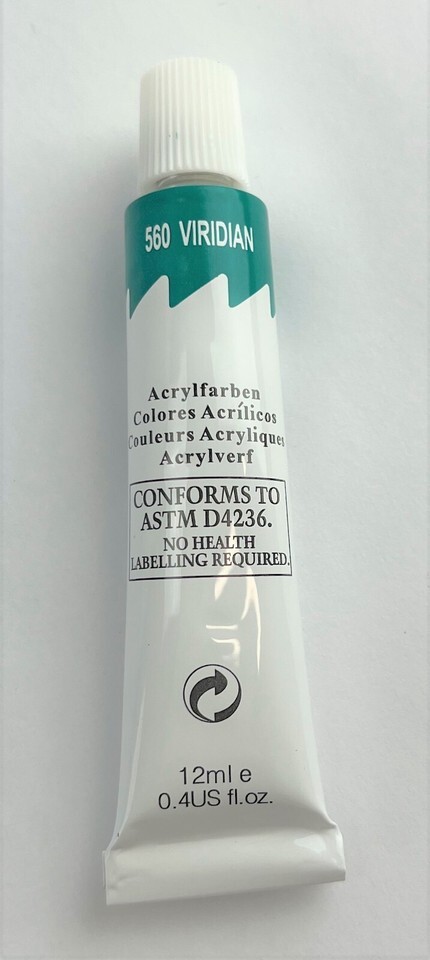 560 VIRIDIAN
Acrylfarben
Colores Acrílicos
Couleurs Acryliques
Acrylverf
CONFORMS TO
ASTM D4236.
NO HEALTH
LABELLING REQUIRED.
12ml e
0.4US fl.oz.